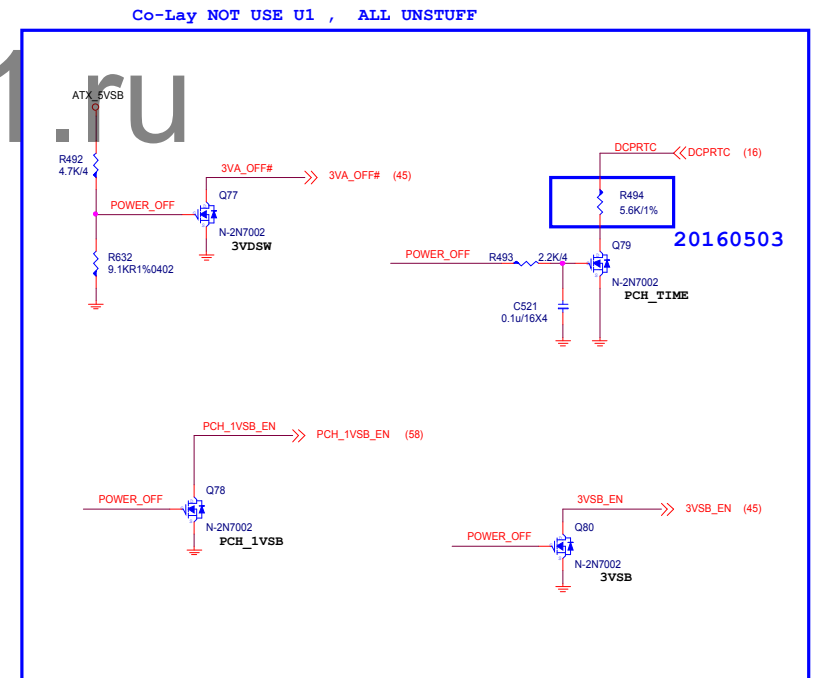 Co-Lay NOT USE U1 , ALL UNSTUFF
1.ru
ATX_5VSB
R492
4.7K/4
POWER_OFF
R632
9.1KR1%0402
3VA_OFF#
3VA_OFF# (45)
Q77
N-2N7002
3VDSW
DCPRTC
DCPRTC (16)
R494
5.6K/1%
20160503
POWER_OFF
R493
2.2K/4
Q79
N-2N7002
PCH_TIME
C521
0.1u/16X4
PCH_1VSB_EN
PCH_1VSB_EN (58)
POWER_OFF
Q78
N-2N7002
PCH_1VSB
3VSB_EN
3VSB_EN (45)
POWER_OFF
Q80
N-2N7002
3VSB